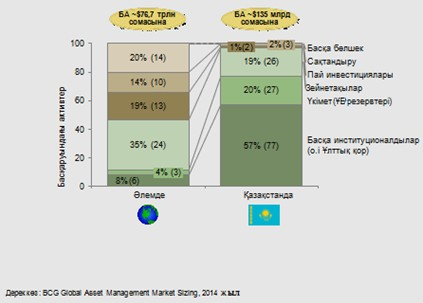 БА ~$76,7 трлн
сомасына
БА ~$135 млрд
сомасына
Басқаруындағы активтер
100
80
60
40
20
0
20% (14)
14% (10)
19% (13)
35% (24)
4% (3)
8% (6)
1% (2)
2% (3)
19% (26)
20% (27)
57% (77)
Басқа бөлшек
Сақтандыру
Пай инвестициялары
Зейнетақылар
Үкімет (ҰБ/резервтері)
Басқа институционалдылар
(о.і Ұлттық қор)
Әлемде
Қазақстанда
Дереккөз: BCG Global Asset Management Market Sizing, 2014 жыл